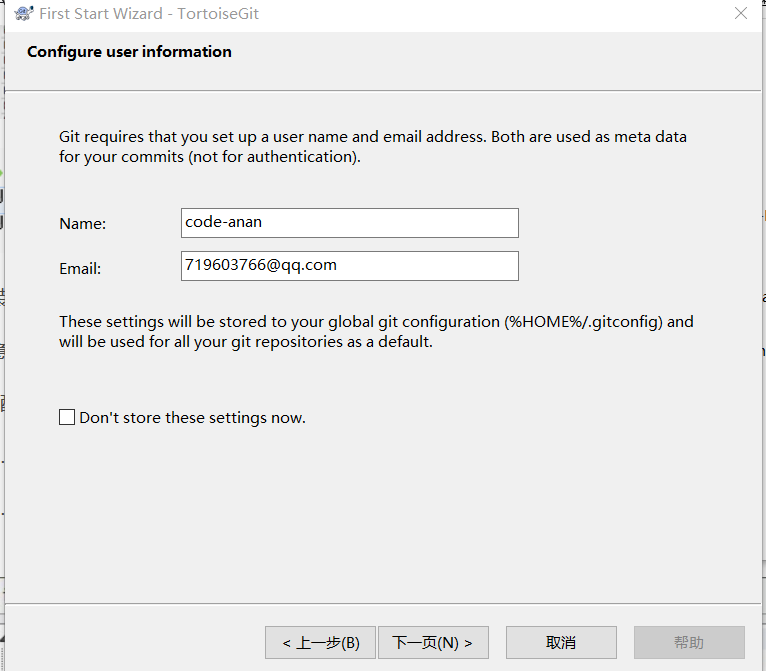 First Start Wizard - TortoiseGit
Configure user information
Git requires that you set up a user name and email address. Both are used as meta data
for your commits (not for authentication).
Name: code-anan
Email: 719603766@qq.com
These settings will be stored to your global git configuration (%HOME%/.gitconfig) and
will be used for all your git repositories as a default.
Don't store these settings now.
< 上一步(B) 下一页(N) > 取消 帮助